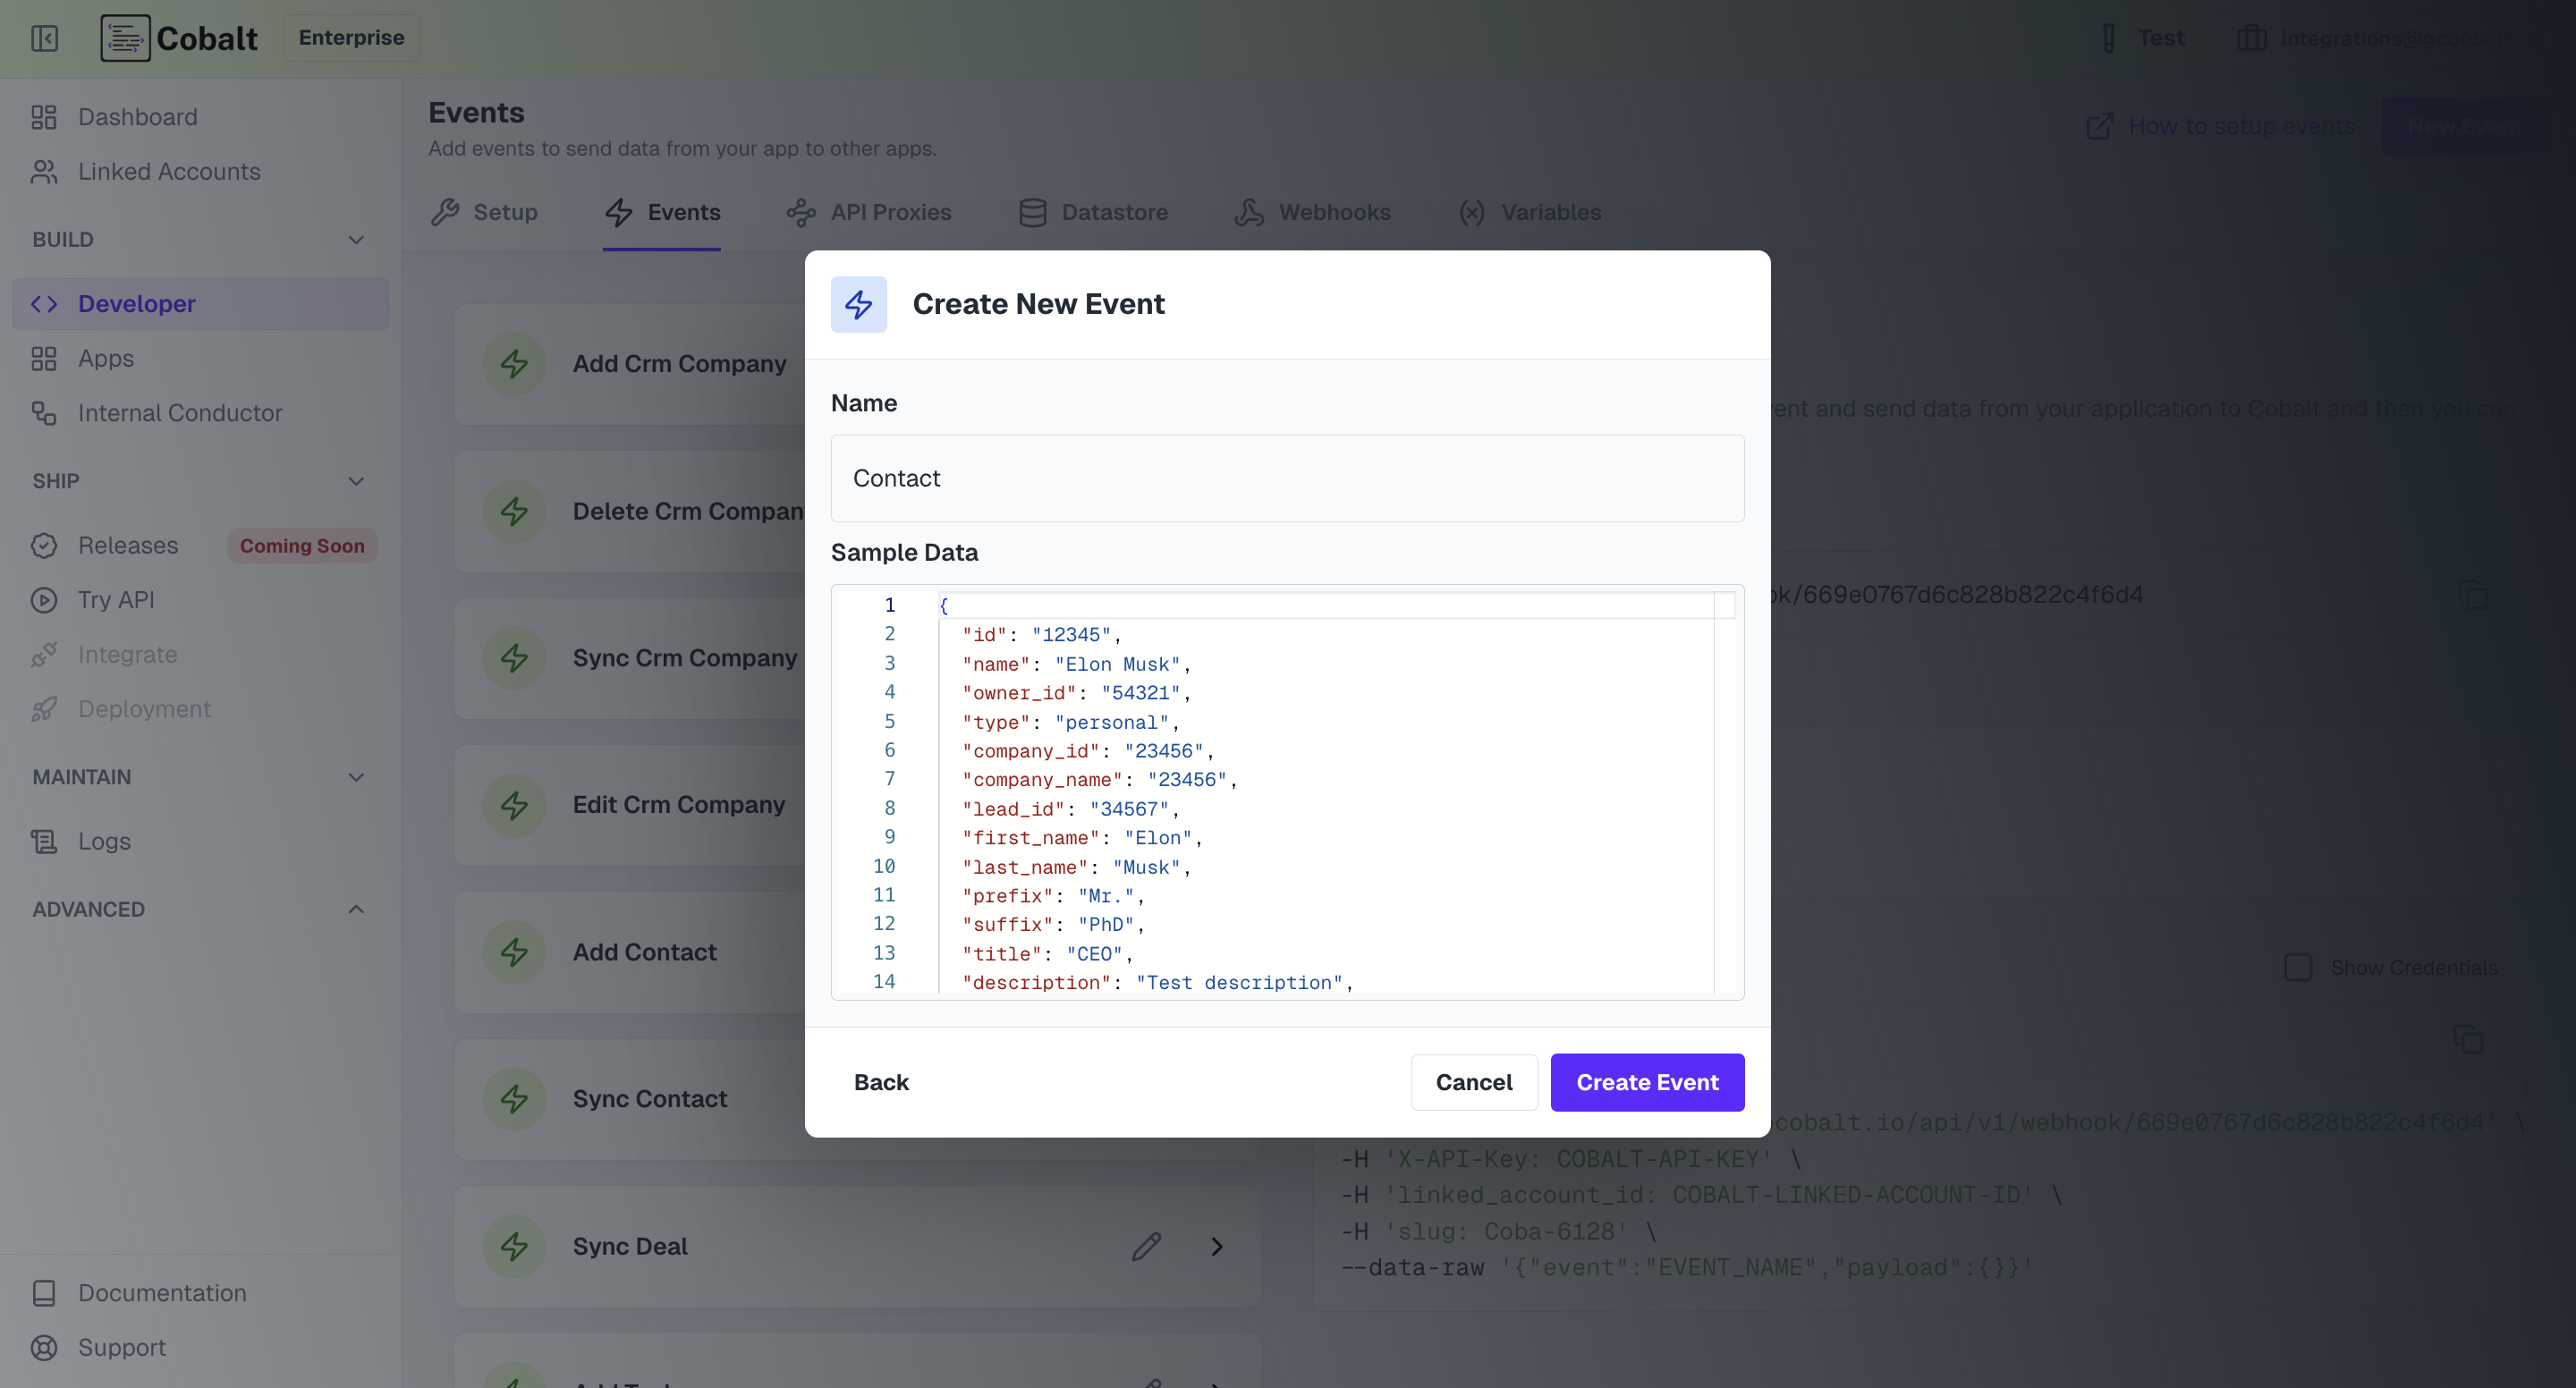 Cobalt
Enterprise
Test
integrations@gocobalt
Dashboard
Linked Accounts
BUILD
Developer
Apps
Internal Conductor
SHIP
Releases
Coming Soon
Try API
Integrate
Deployment
MAINTAIN
Logs
ADVANCED
Documentation
Support
Events
Add events to send data from your app to other apps.
How to setup events
New Event
Setup
Events
API Proxies
Datastore
Webhooks
Variables
Add Crm Company
Delete Crm Compan
Sync Crm Company
Edit Crm Company
Add Contact
Sync Contact
Sync Deal
Create New Event
Name
Contact
Sample Data
1 {
2 "id": "12345",
3 "name": "Elon Musk",
4 "owner_id": "54321",
5 "type": "personal",
6 "company_id": "23456",
7 "company_name": "23456",
8 "lead_id": "34567",
9 "first_name": "Elon",
10 "last_name": "Musk",
11 "prefix": "Mr.",
12 "suffix": "PhD",
13 "title": "CEO",
14 "description": "Test description",
Back
Cancel
Create Event
ent and send data from your application to Cobalt and then you can
ok/669e0767d6c828b822c4f6d4
Show Credentials
cobalt.io/api/v1/webhook/669e0767d6c828b822c4f6d4' \
-H 'X-API-Key: COBALT-API-KEY' \
-H 'linked_account_id: COBALT-LINKED-ACCOUNT-ID' \
-H 'slug: Coba-6128' \
--data-raw '{"event":"EVENT_NAME","payload":{}}'